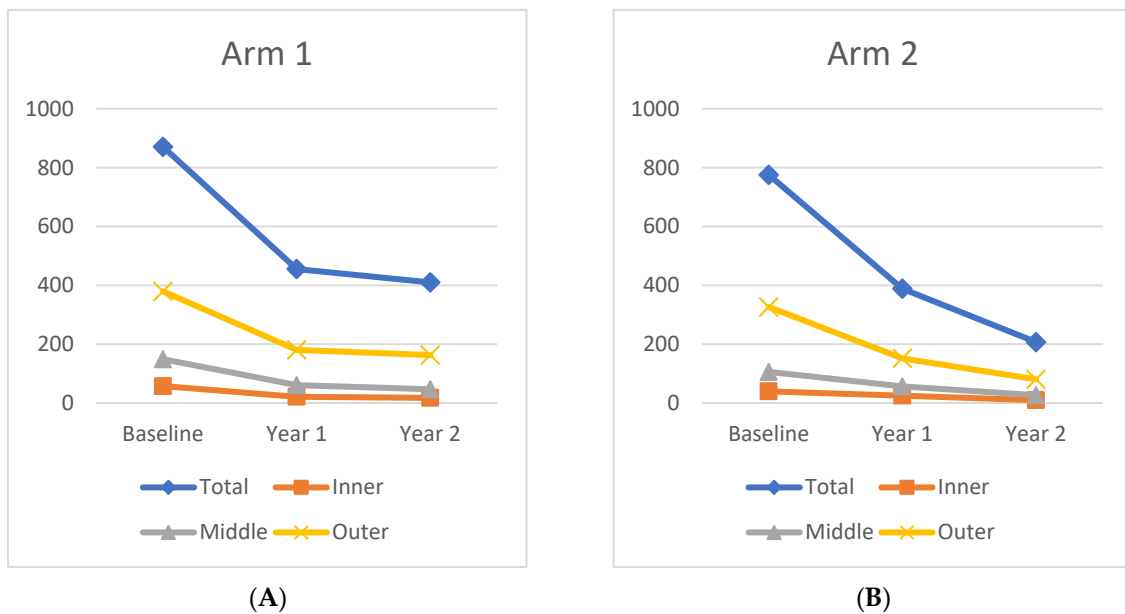 Arm 1
1000
800
600
400
200
0
Baseline Year 1 Year 2
Total Inner
Middle Outer
(A)
Arm 2
1000
800
600
400
200
0
Baseline Year 1 Year 2
Total Inner
Middle Outer
(B)